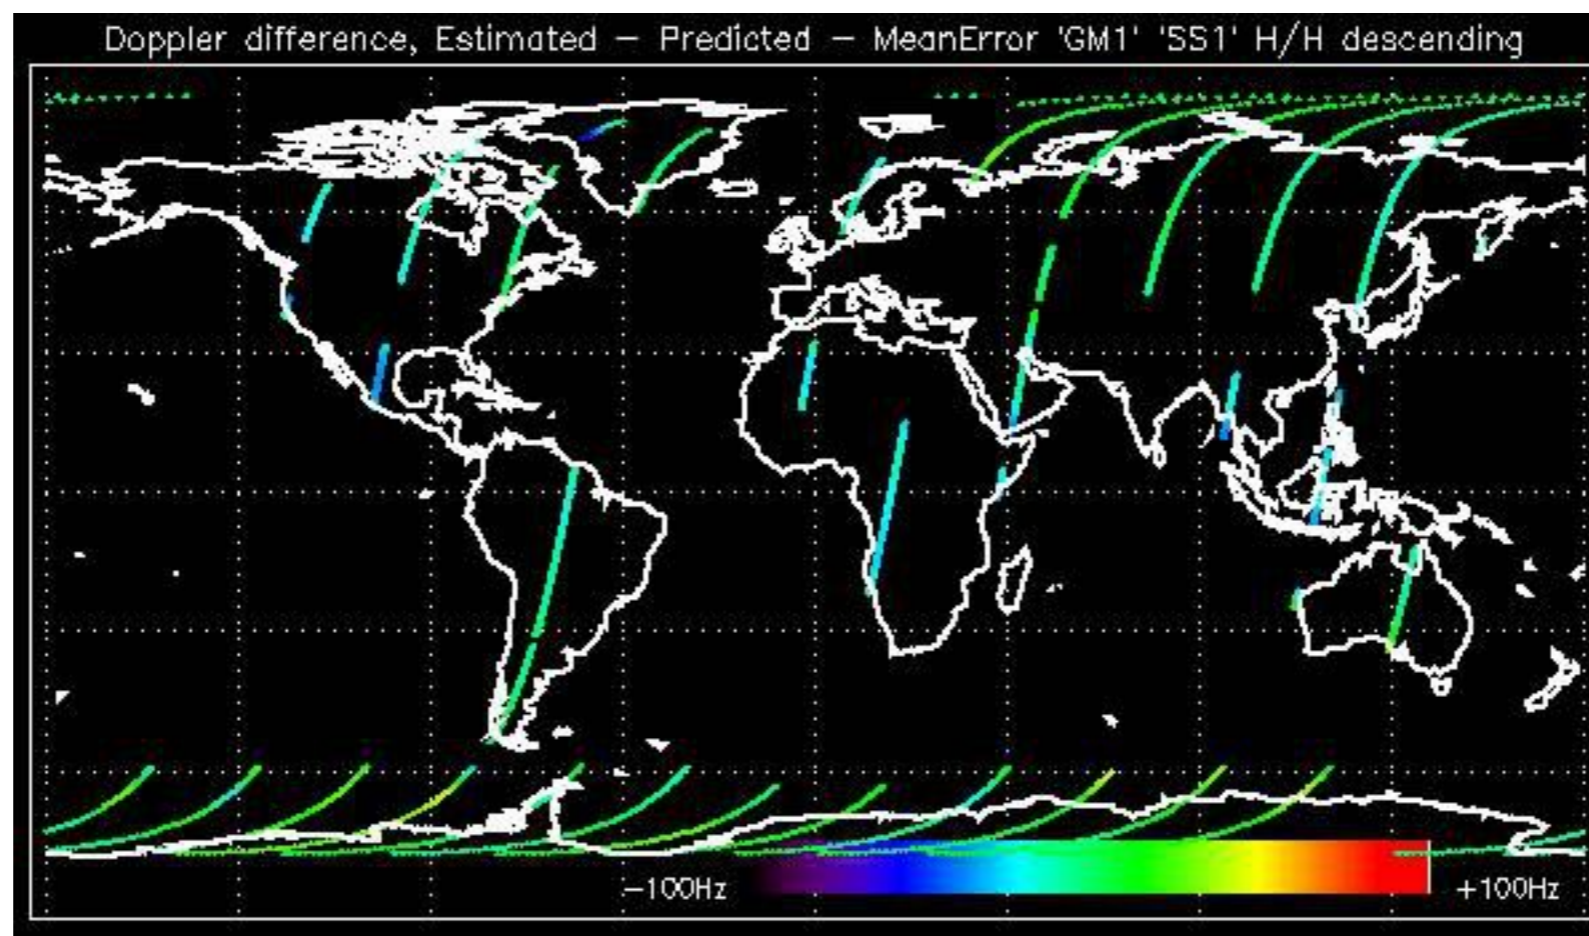 Doppler difference, Estimated – Predicted – MeanError 'GM1' 'SS1' H/H descending
–100Hz
+100Hz